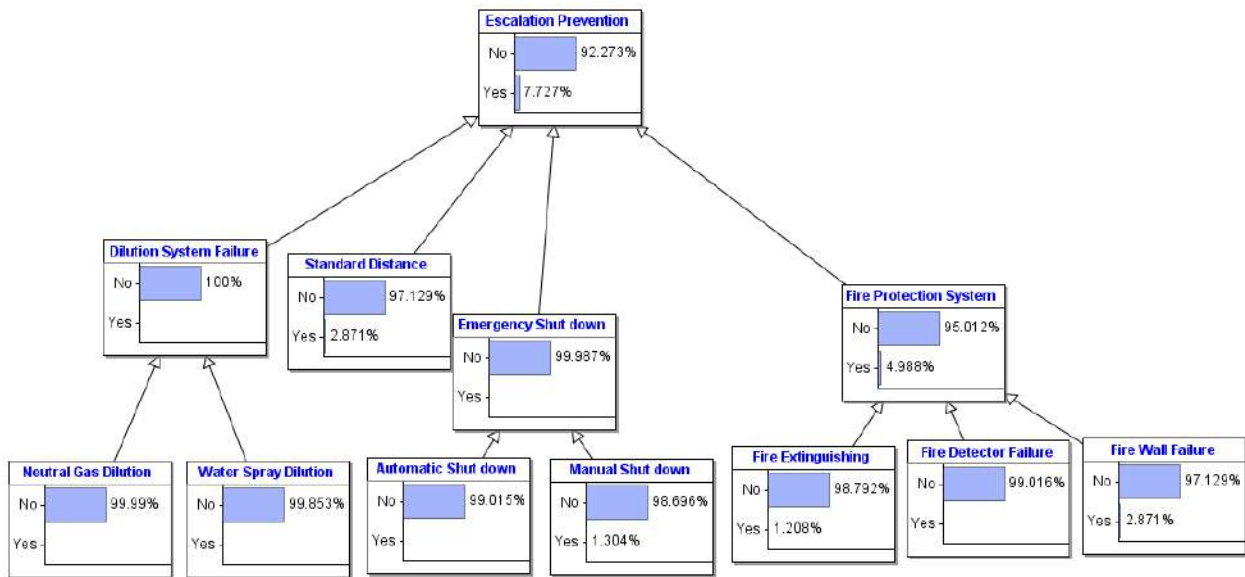 Escalation Prevention
No
92.273%
Yes
7.727%
Dilution System Failure
No
100%
Yes
Standard Distance
No
97.129%
Yes
2.871%
Emergency Shut down
No
99.987%
Yes
Fire Protection System
No
95.012%
Yes
4.988%
Neutral Gas Dilution
No
99.99%
Yes
Water Spray Dilution
No
99.853%
Yes
Automatic Shut down
No
99.015%
Yes
Manual Shut down
No
98.696%
Yes
1.304%
Fire Extinguishing
No
98.792%
Yes
1.208%
Fire Detector Failure
No
99.016%
Yes
Fire Wall Failure
No
97.129%
Yes
2.871%